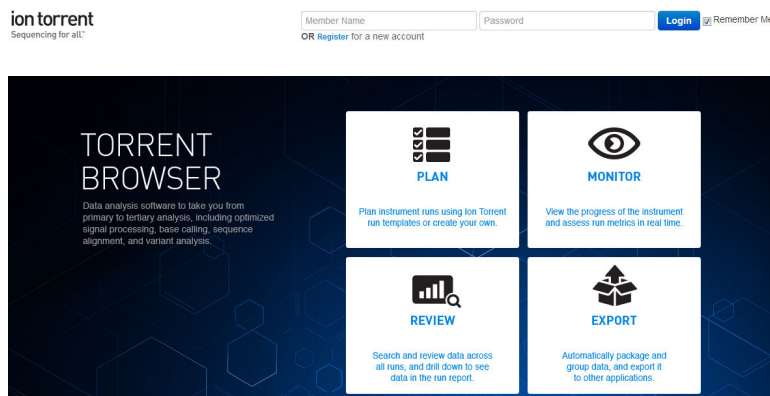 ion torrent
Sequencing for all.™
Member Name
Password
Login
Remember Me
OR Register for a new account
TORRENT
BROWSER
Data analysis software to take you from
primary to tertiary analysis, including optimized
signal processing, base calling, sequence
alignment, and variant analysis.
PLAN
Plan instrument runs using Ion Torrent
run templates or create your own.
MONITOR
View the progress of the instrument
and assess run metrics in real time.
REVIEW
Search and review data across
all runs, and drill down to see
data in the run report.
EXPORT
Automatically package and
group data, and export it
to other applications.